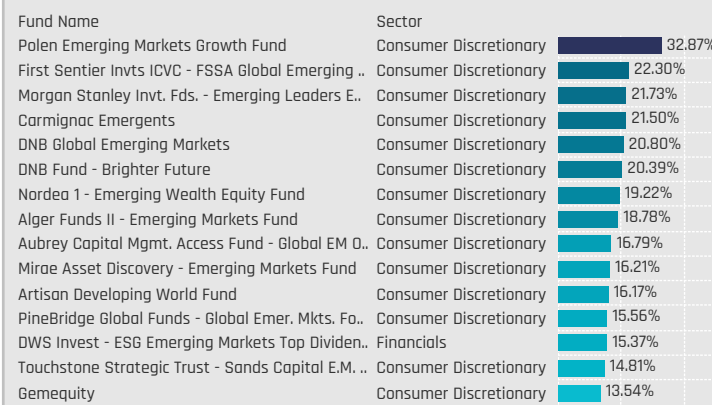 Fund Name Sector
Polen Emerging Markets Growth Fund Consumer Discretionary 32.87%
First Sentier Invts ICVC - FSSA Global Emerging .. Consumer Discretionary 22.30%
Morgan Stanley Invt. Fds. - Emerging Leaders E.. Consumer Discretionary 21.73%
Carmignac Emergents Consumer Discretionary 21.50%
DNB Global Emerging Markets Consumer Discretionary 20.80%
DNB Fund - Brighter Future Consumer Discretionary 20.39%
Nordea 1 - Emerging Wealth Equity Fund Consumer Discretionary 19.22%
Alger Funds II - Emerging Markets Fund Consumer Discretionary 18.78%
Aubrey Capital Mgmt. Access Fund - Global EM O.. Consumer Discretionary 16.79%
Mirae Asset Discovery - Emerging Markets Fund Consumer Discretionary 16.21%
Artisan Developing World Fund Consumer Discretionary 16.17%
PineBridge Global Funds - Global Emer. Mkts. Fo.. Consumer Discretionary 15.56%
DWS Invest - ESG Emerging Markets Top Dividen.. Financials 15.37%
Touchstone Strategic Trust - Sands Capital E.M. .. Consumer Discretionary 14.81%
Gemequity Consumer Discretionary 13.54%